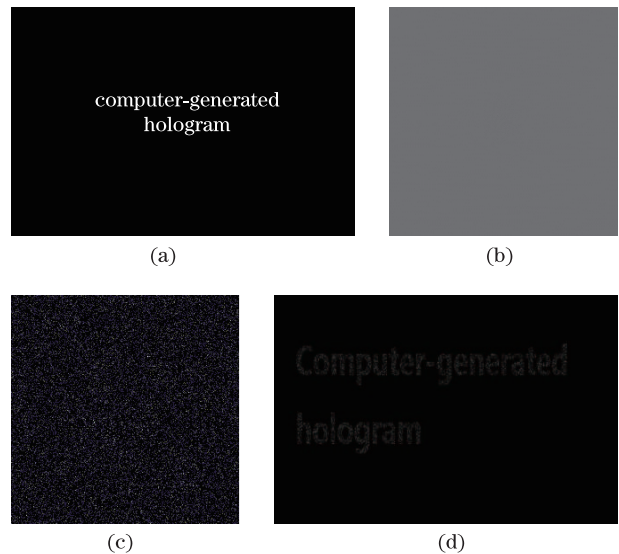 computer-generated
hologram
(a)
(b)
Computer-generated
hologram
(c)
(d)